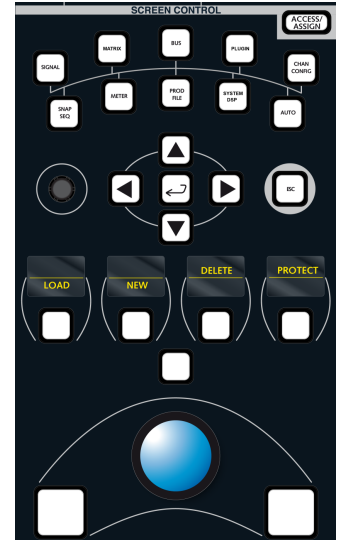 SCREEN CONTROL
ACCESS/
ASSIGN
MATRIX
BUS
PLUGIN
SIGNAL
CHAN
CONFIG
METER
PROD
FILE
SYSTEM
DSP
SNAP
SEQ
AUTO
ESC
LOAD
NEW
DELETE
PROTECT